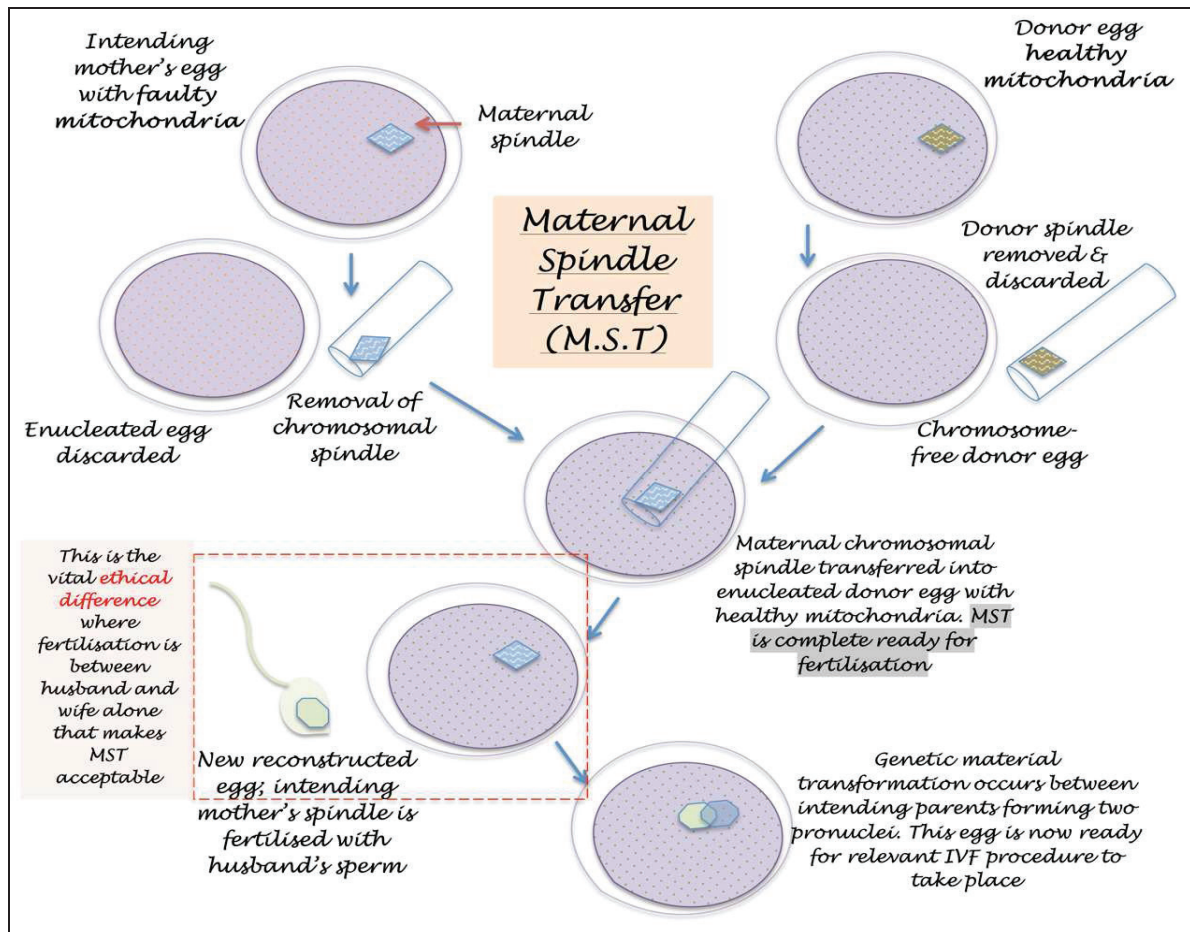 Intending
mother's egg
with faulty
mitochondria
Maternal
spindle
Donor egg
healthy
mitochondria
Maternal
Spindle
Transfer
(M.S.T)
Donor spindle
removed &
discarded
Enucleated egg
discarded
Removal of
chromosomal
spindle
Chromosome-
free donor egg
Maternal chromosomal
spindle transferred into
enucleated donor egg with
healthy mitochondria. MST
is complete ready for
fertilisation
This is the
vital ethical
difference
where
fertilisation is
between
husband and
wife alone
that makes
MST
acceptable
New reconstructed
egg; intending
mother's spindle is
fertilised with
husband's sperm
Genetic material
transformation occurs between
intending parents forming two
pronuclei. This egg is now ready
for relevant IVF procedure to
take place